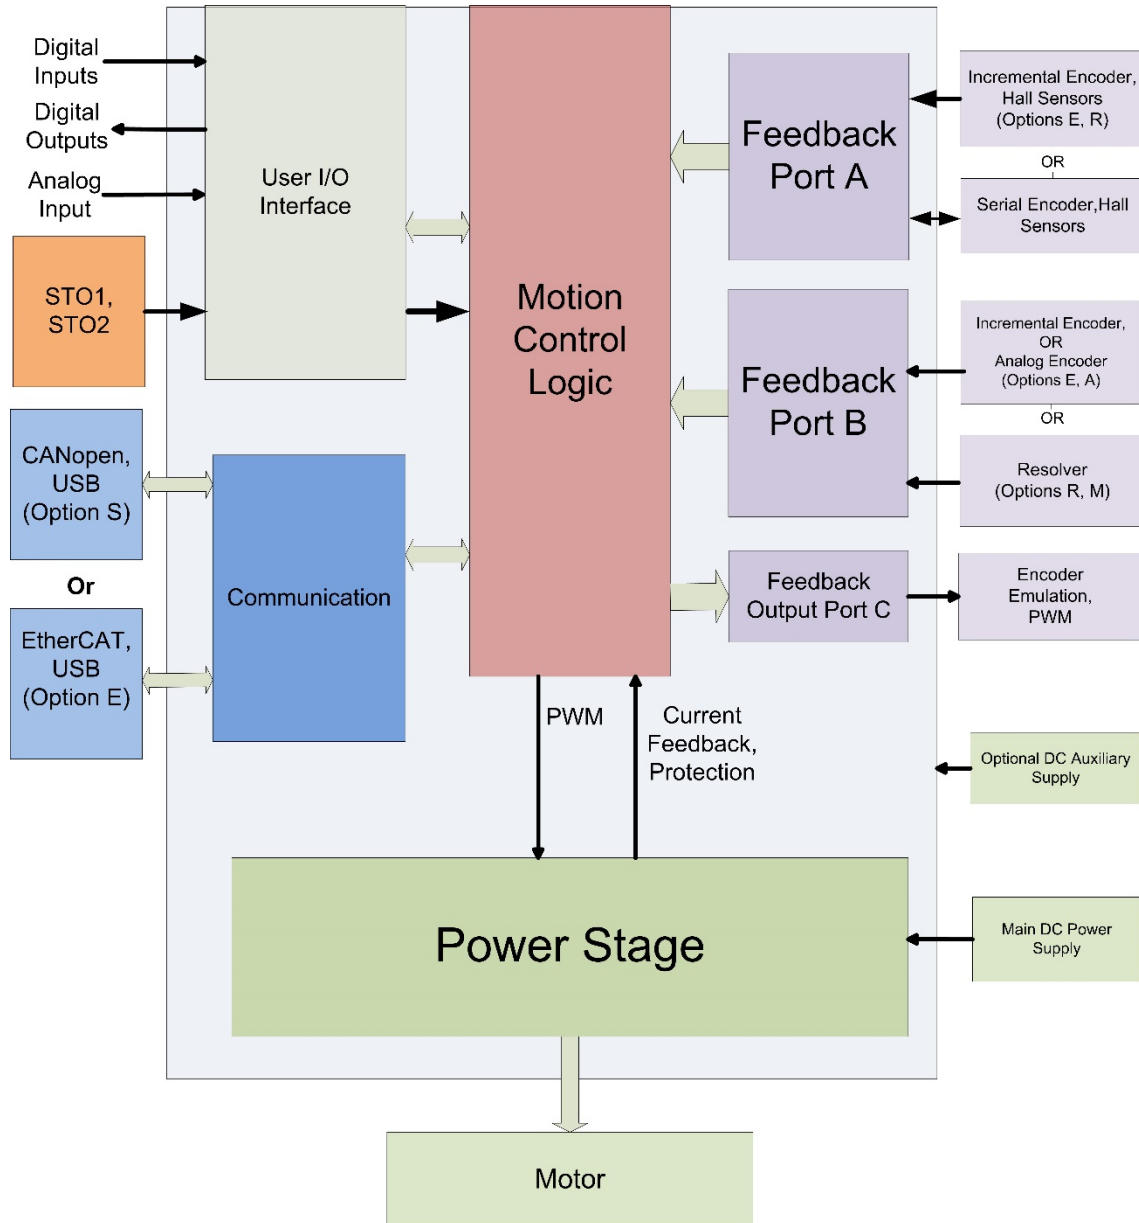 Digital
Inputs
Digital
Outputs
Analog
Input
STO1,
STO2
CANopen,
USB
(Option S)
Or
EtherCAT,
USB
(Option E)
User I/O
Interface
Communication
Motion
Control
Logic
Feedback
Port A
Feedback
Port B
Feedback
Output Port C
Incremental Encoder,
Hall Sensors
(Options E, R)
OR
Serial Encoder,Hall
Sensors
Incremental Encoder,
OR
Analog Encoder
(Options E, A)
OR
Resolver
(Options R, M)
Encoder
Emulation,
PWM
PWM
Current
Feedback,
Protection
Optional DC Auxiliary
Supply
Main DC Power
Supply
Power Stage
Motor